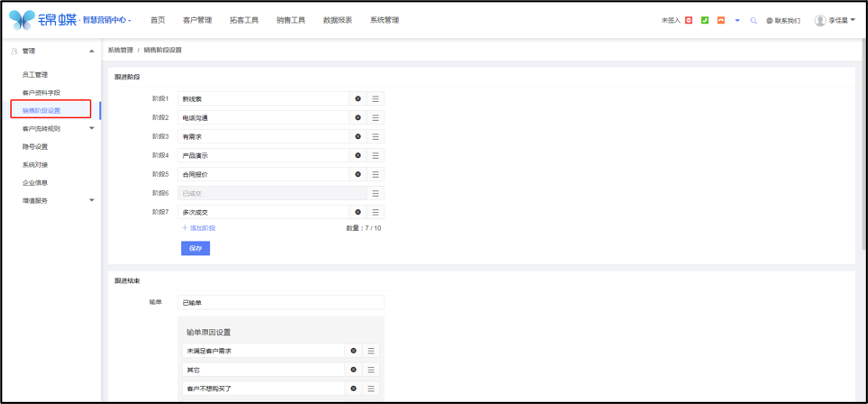 锦蝶 · 智慧营销中心 首页 客户管理 拓客工具 销售工具 数据报表 系统管理 未签入 联系我们 李佳星
管理
员工管理
客户资料字段
销售阶段设置
客户流转规则
隐号设置
系统对接
企业信息
增值服务
系统管理 / 销售阶段设置
跟进阶段
阶段1 新线索
阶段2 电话沟通
阶段3 有需求
阶段4 产品演示
阶段5 合同报价
阶段6 已成交
阶段7 多次成交
+ 添加阶段 数量：7 / 10
保存
跟进结束
输单 已输单
输单原因设置
未满足客户需求
其它
客户不想购买了